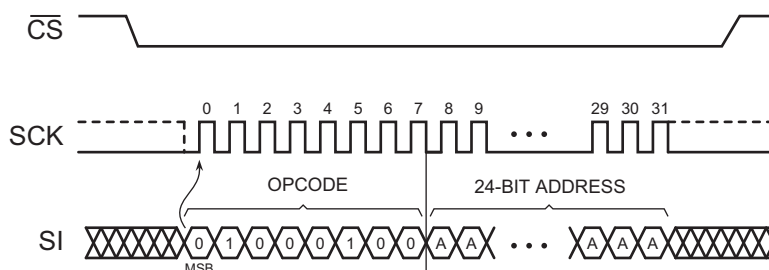 CS
0 1 2 3 4 5 6 7 8 9 29 30 31
SCK
OPCODE 24-BIT ADDRESS
SI 0 1 0 0 0 1 0 0 A A A A A
MSB